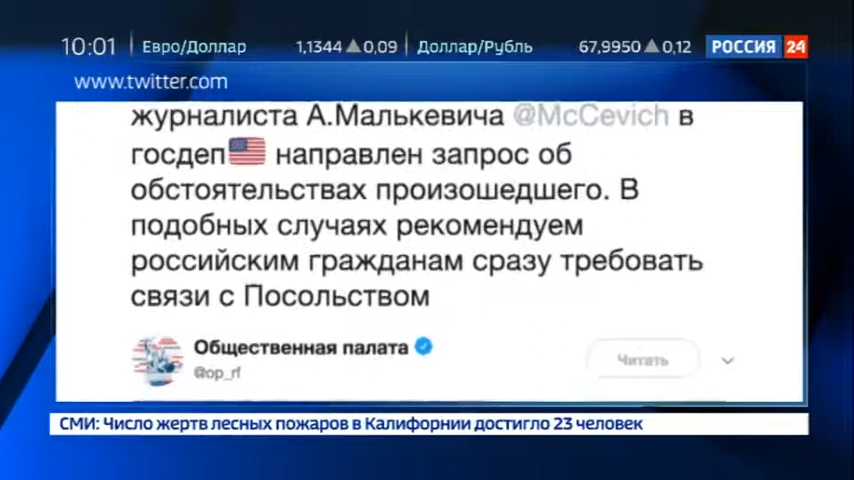 10:01 Евро/Доллар 1,1344▲0,09 Доллар/Рубль 67,9950▲0,12 РОССИЯ 24
www.twitter.com
журналиста А.Малькевича @McCevich в
госдеп🇺🇸 направлен запрос об
обстоятельствах произошедшего. В
подобных случаях рекомендуем
российским гражданам сразу требовать
связи с Посольством
Общественная палата
@op_rf
Читать
СМИ: Число жертв лесных пожаров в Калифорнии достигло 23 человек